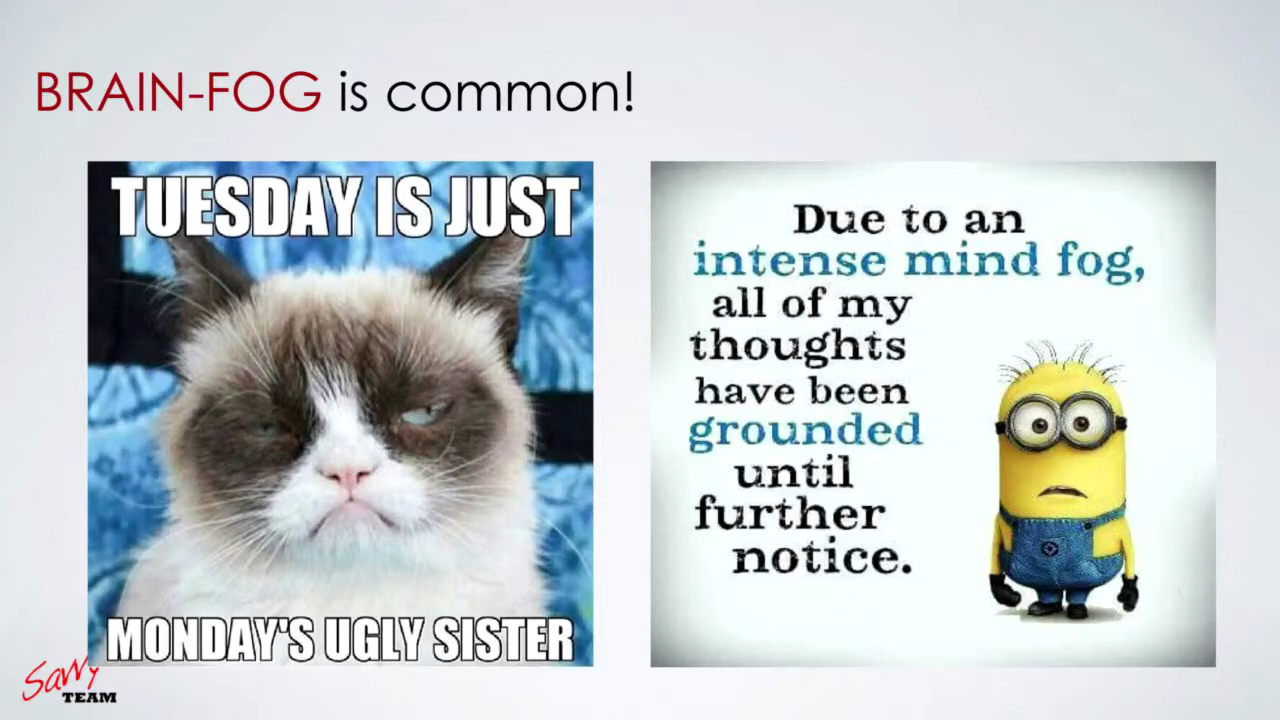 BRAIN-FOG is common!
TUESDAY IS JUST
MONDAY'S UGLY SISTER
Due to an
intense mind fog,
all of my
thoughts
have been
grounded
until
further
notice.
Savvy
TEAM